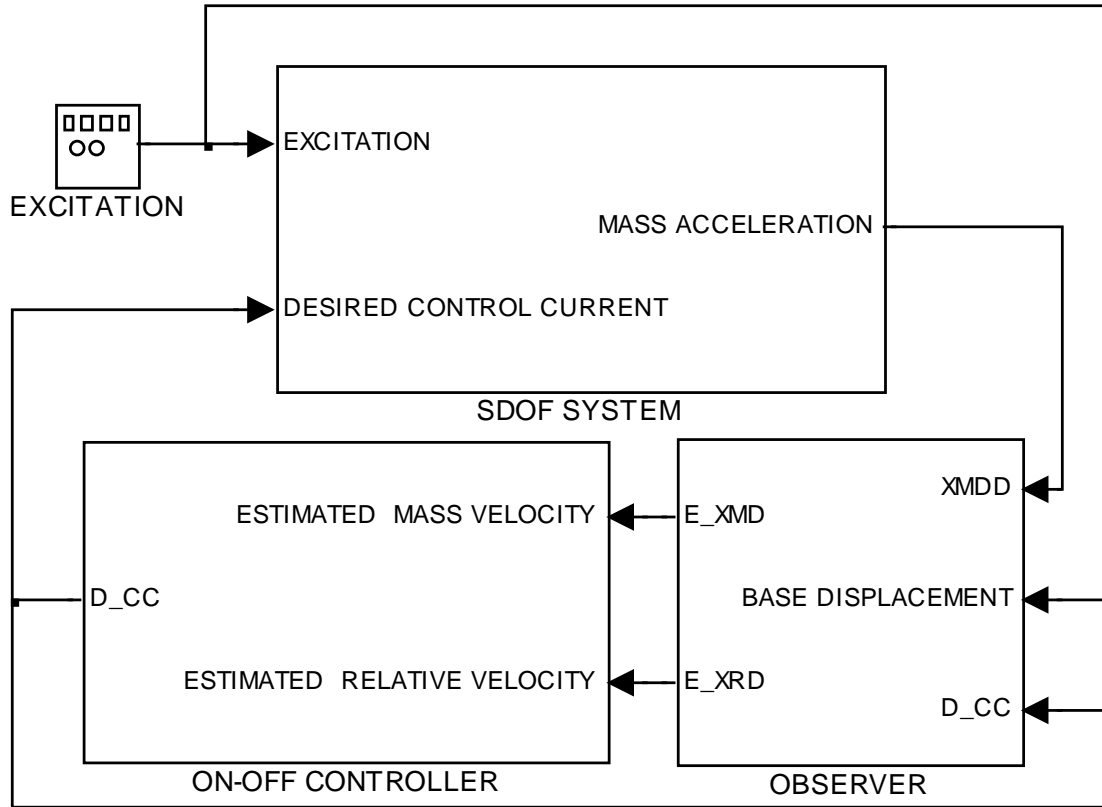 EXCITATION
EXCITATION
MASS ACCELERATION
DESIRED CONTROL CURRENT
SDOF SYSTEM
XMDD
ESTIMATED MASS VELOCITY
E_XMD
D_CC
BASE DISPLACEMENT
ESTIMATED RELATIVE VELOCITY
E_XRD
D_CC
ON-OFF CONTROLLER
OBSERVER